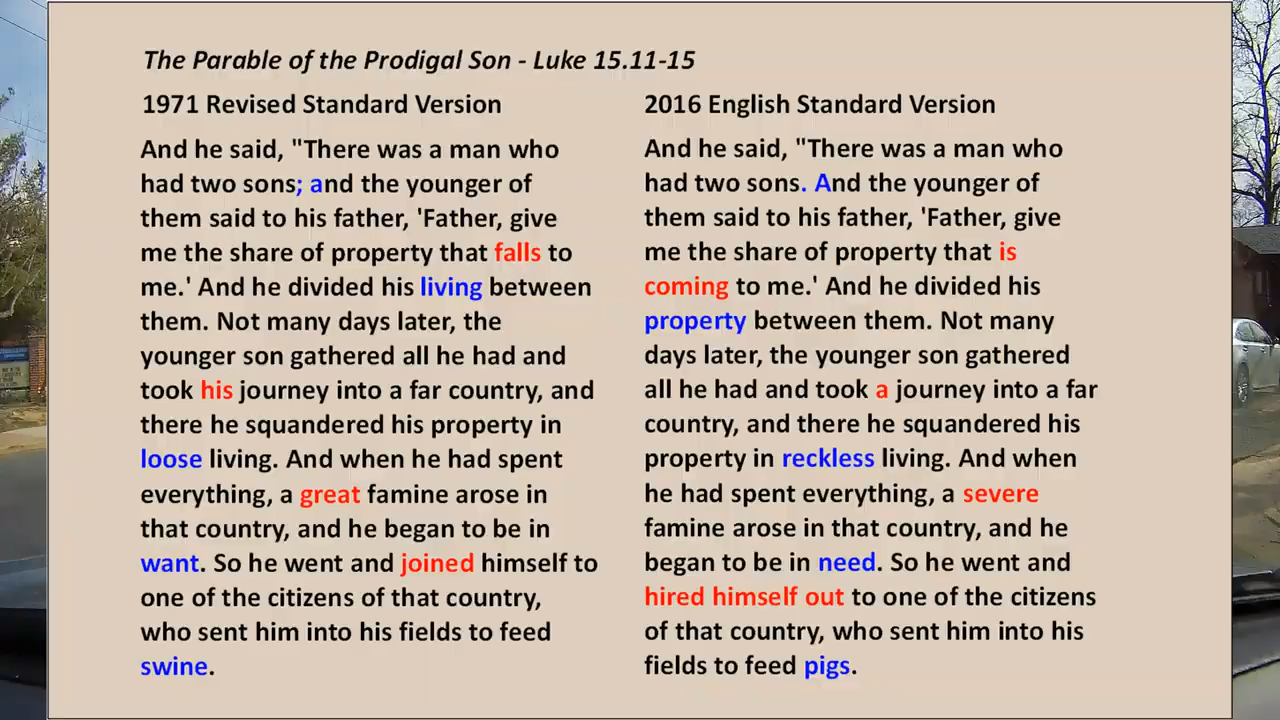 The Parable of the Prodigal Son - Luke 15.11-15
1971 Revised Standard Version
And he said, "There was a man who
had two sons; and the younger of
them said to his father, 'Father, give
me the share of property that falls to
me.' And he divided his living between
them. Not many days later, the
younger son gathered all he had and
took his journey into a far country, and
there he squandered his property in
loose living. And when he had spent
everything, a great famine arose in
that country, and he began to be in
want. So he went and joined himself to
one of the citizens of that country,
who sent him into his fields to feed
swine.
2016 English Standard Version
And he said, "There was a man who
had two sons. And the younger of
them said to his father, 'Father, give
me the share of property that is
coming to me.' And he divided his
property between them. Not many
days later, the younger son gathered
all he had and took a journey into a far
country, and there he squandered his
property in reckless living. And when
he had spent everything, a severe
famine arose in that country, and he
began to be in need. So he went and
hired himself out to one of the citizens
of that country, who sent him into his
fields to feed pigs.